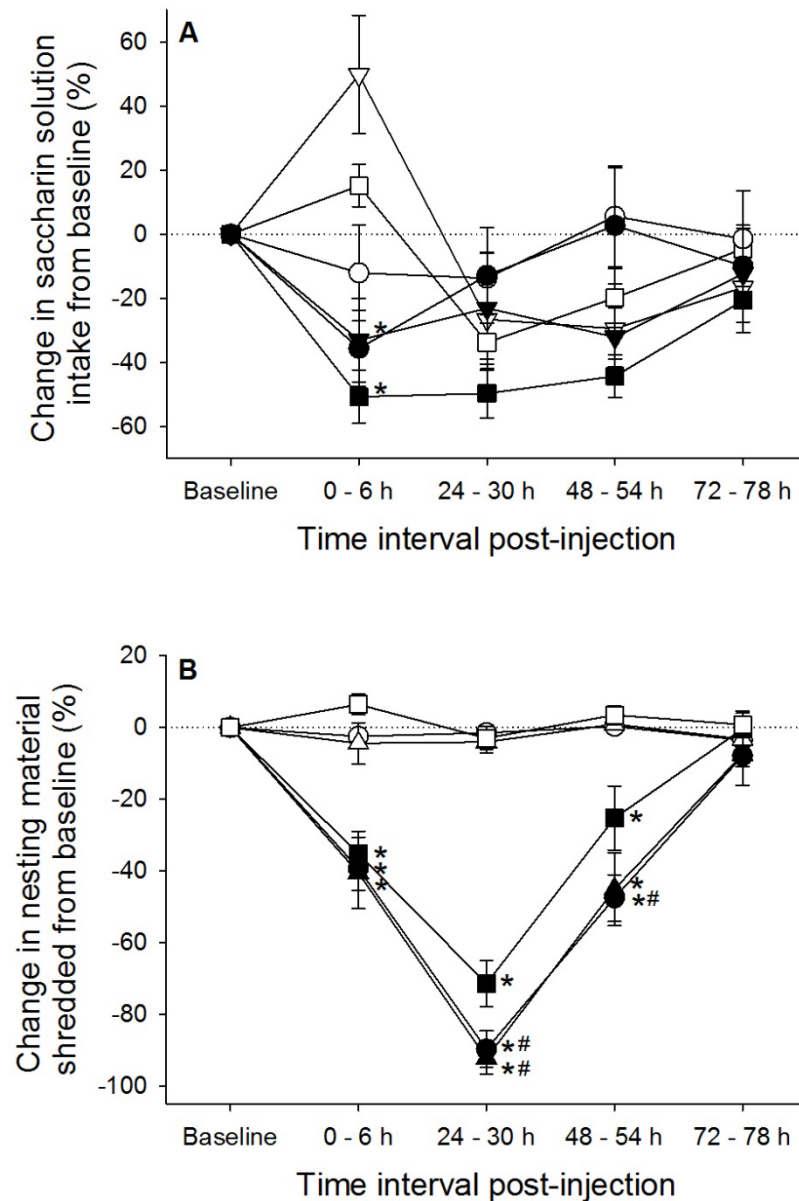 A
Change in saccharin solution
intake from baseline (%)
60
40
20
0
-20
-40
-60
*
*
Baseline 0 - 6 h 24 - 30 h 48 - 54 h 72 - 78 h
Time interval post-injection
B
Change in nesting material
shredded from baseline (%)
20
0
-20
-40
-60
-80
-100
*
*
*
*
*#
*#
*
*
*#
Baseline 0 - 6 h 24 - 30 h 48 - 54 h 72 - 78 h
Time interval post-injection